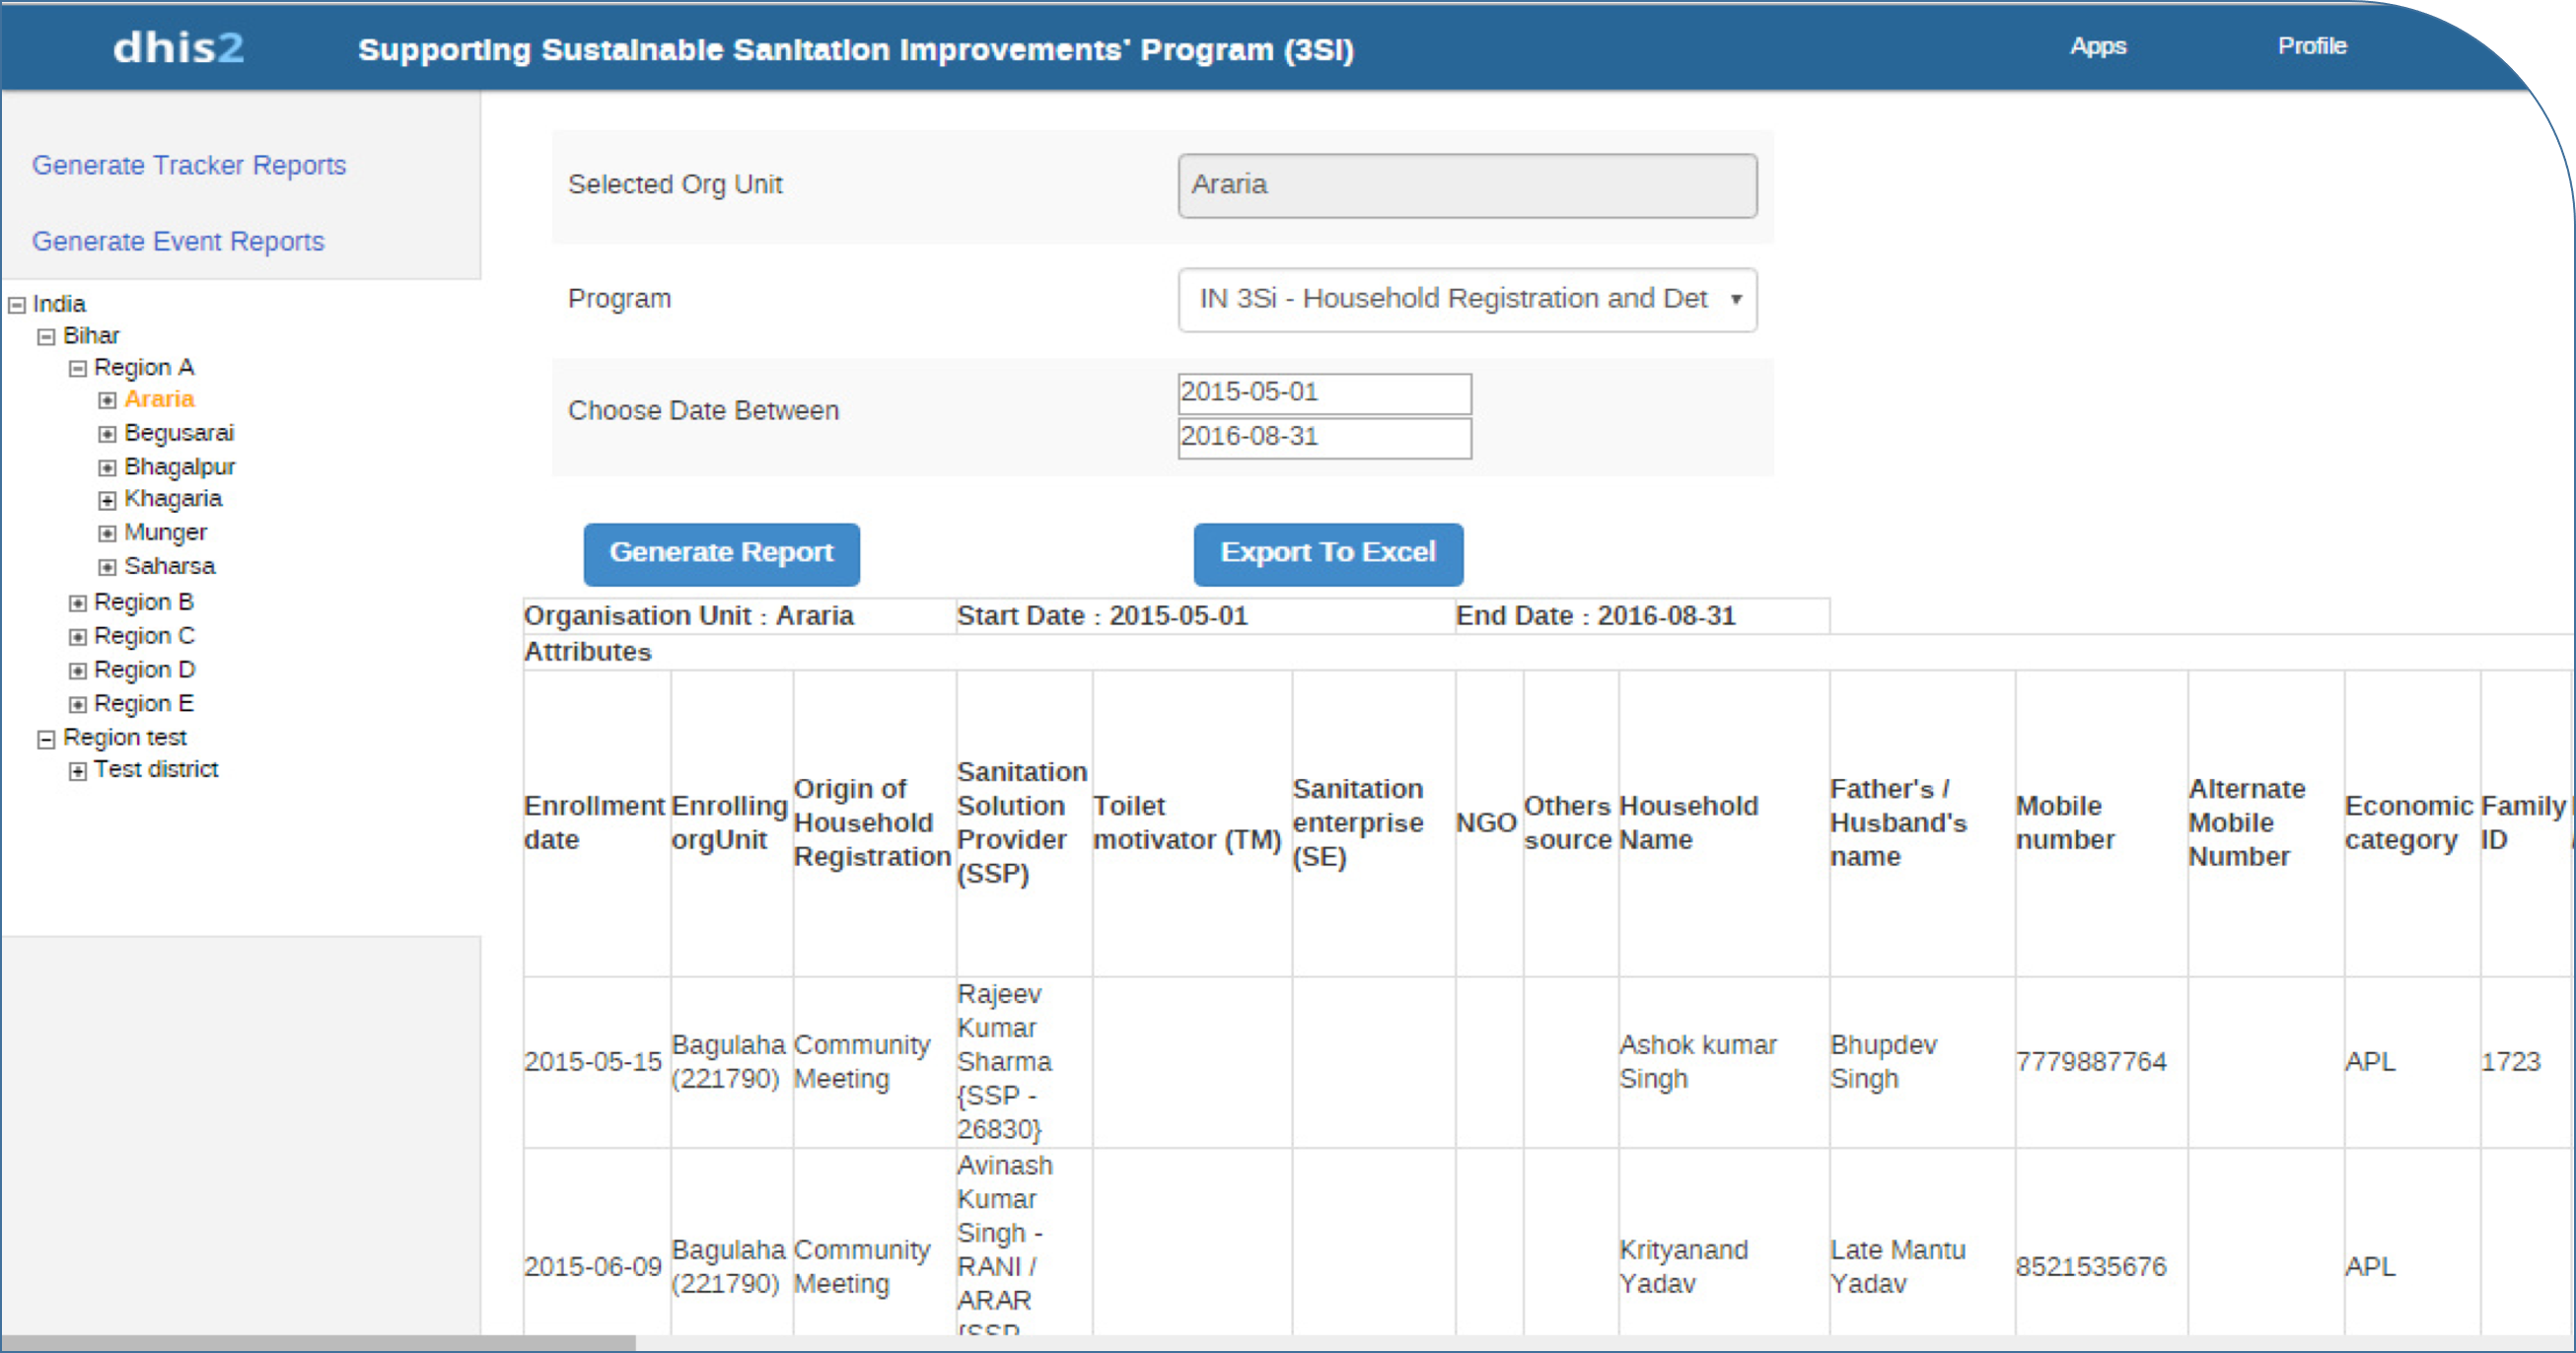 dhis2
Supporting Sustainable Sanitation Improvements' Program (3SI)
Apps
Profile
Generate Tracker Reports
Generate Event Reports
India
Bihar
Region A
Araria
Begusarai
Bhagalpur
Khagaria
Munger
Saharsa
Region B
Region C
Region D
Region E
Region test
Test district
Selected Org Unit
Araria
Program
IN 3Si - Household Registration and Det
Choose Date Between
2015-05-01
2016-08-31
Generate Report
Export To Excel
Organisation Unit : Araria
Start Date : 2015-05-01
End Date : 2016-08-31
Attributes
Enrollment
date
Enrolling
orgUnit
Origin of
Household
Registration
Sanitation
Solution
Provider
(SSP)
Toilet
motivator (TM)
Sanitation
enterprise
(SE)
NGO
Others
source
Household
Name
Father's /
Husband's
name
Mobile
number
Alternate
Mobile
Number
Economic
category
Family
ID
2015-05-15
Bagulaha
(221790)
Community
Meeting
Rajeev
Kumar
Sharma
{SSP -
26830}
Ashok kumar
Singh
Bhupdev
Singh
7779887764
APL
1723
2015-06-09
Bagulaha
(221790)
Community
Meeting
Avinash
Kumar
Singh -
RANI /
ARAR
{SSP
Krityanand
Yadav
Late Mantu
Yadav
8521535676
APL